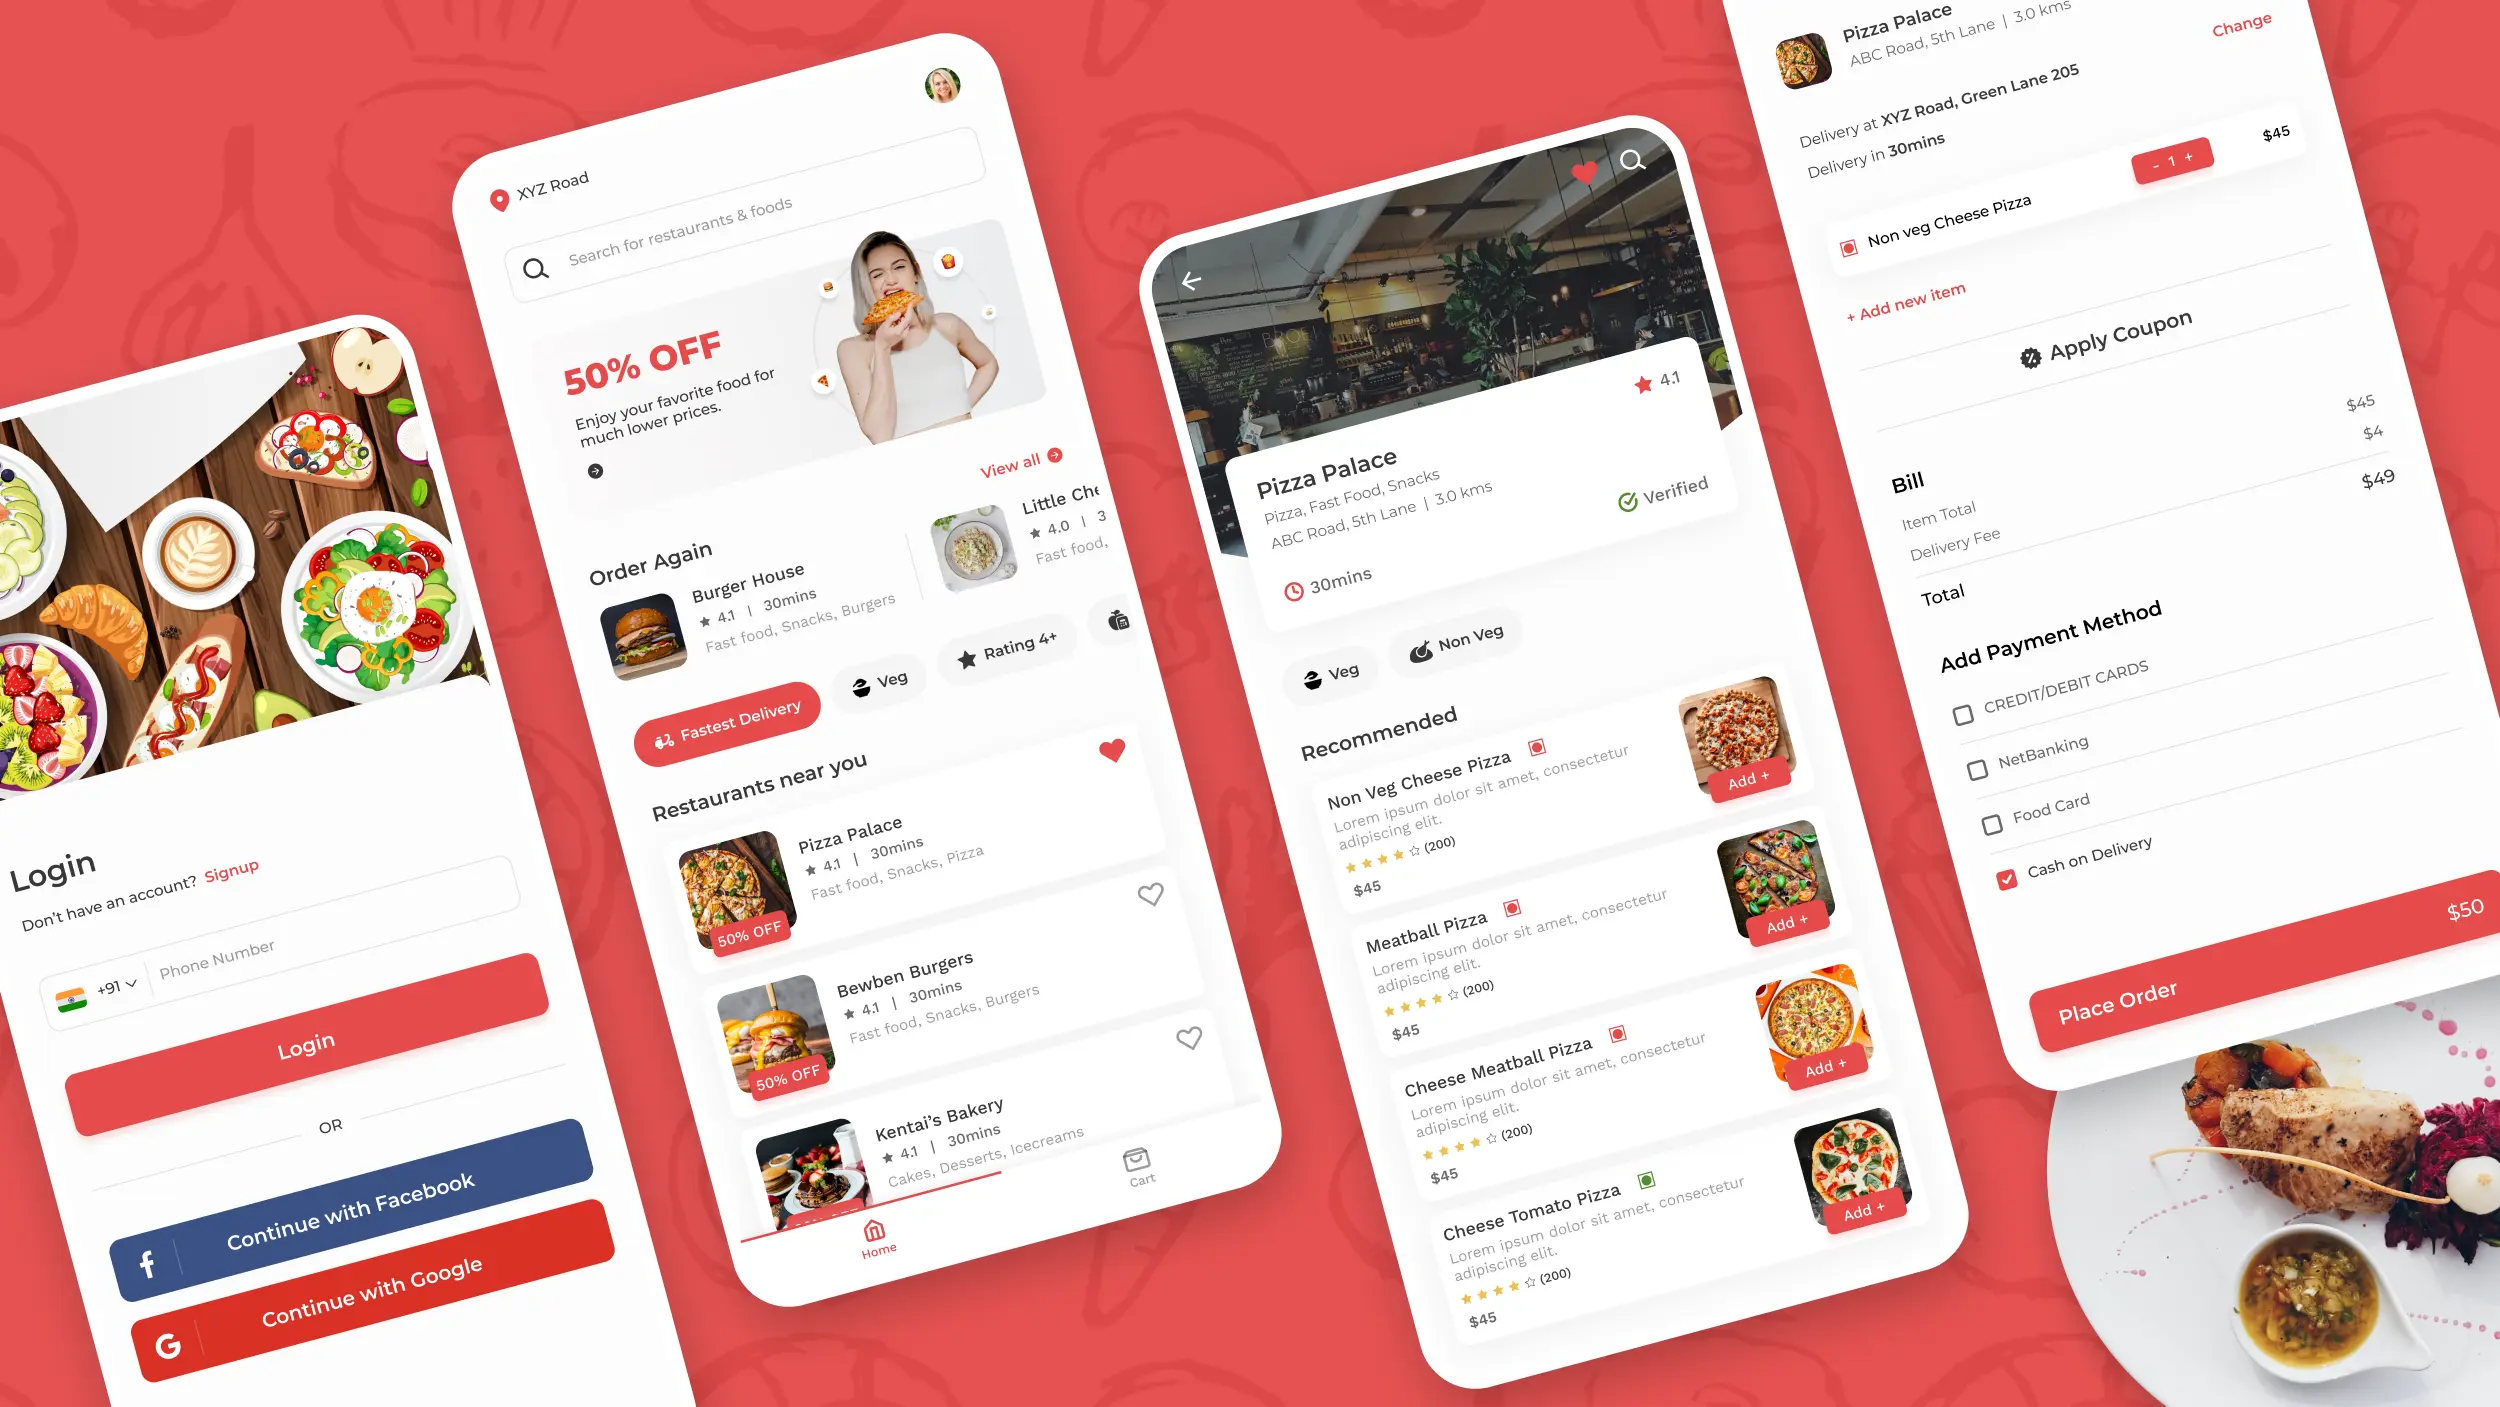 Login
Don't have an account? Signup
+91
Phone Number
Login
OR
Continue with Facebook
G
Continue with Google
XYZ Road
Search for restaurants & foods
50% OFF
Enjoy your favorite food for
much lower prices.
View all
Order Again
Burger House
4.1 | 30mins
Fast food, Snacks, Burgers
Little Che
4.0 | 3
Fast food,
Fastest Delivery
Veg
Rating 4+
Restaurants near you
Pizza Palace
4.1 | 30mins
Fast food, Snacks, Pizza
50% OFF
Bewben Burgers
4.1 | 30mins
Fast food, Snacks, Burgers
50% OFF
Kentai's Bakery
4.1 | 30mins
Cakes, Desserts, Icecreams
Home
Cart
4.1
Pizza Palace
Pizza, Fast Food, Snacks
ABC Road, 5th Lane | 3.0 kms
Verified
30mins
Veg
Non Veg
Recommended
Non Veg Cheese Pizza
Lorem ipsum dolor sit amet, consectetur
adipiscing elit.
(200)
$45
Add +
Meatball Pizza
Lorem ipsum dolor sit amet, consectetur
adipiscing elit.
(200)
$45
Add +
Cheese Meatball Pizza
Lorem ipsum dolor sit amet, consectetur
adipiscing elit.
(200)
$45
Add +
Cheese Tomato Pizza
Lorem ipsum dolor sit amet, consectetur
adipiscing elit.
(200)
$45
Add +
Pizza Palace
ABC Road, 5th Lane | 3.0 kms
Change
Delivery at XYZ Road, Green Lane 205
Delivery in 30mins
Non veg Cheese Pizza
- 1 +
$45
+ Add new item
Apply Coupon
Bill
Item Total $45
Delivery Fee $4
Total $49
Add Payment Method
CREDIT/DEBIT CARDS
NetBanking
Food Card
Cash on Delivery
Place Order $50